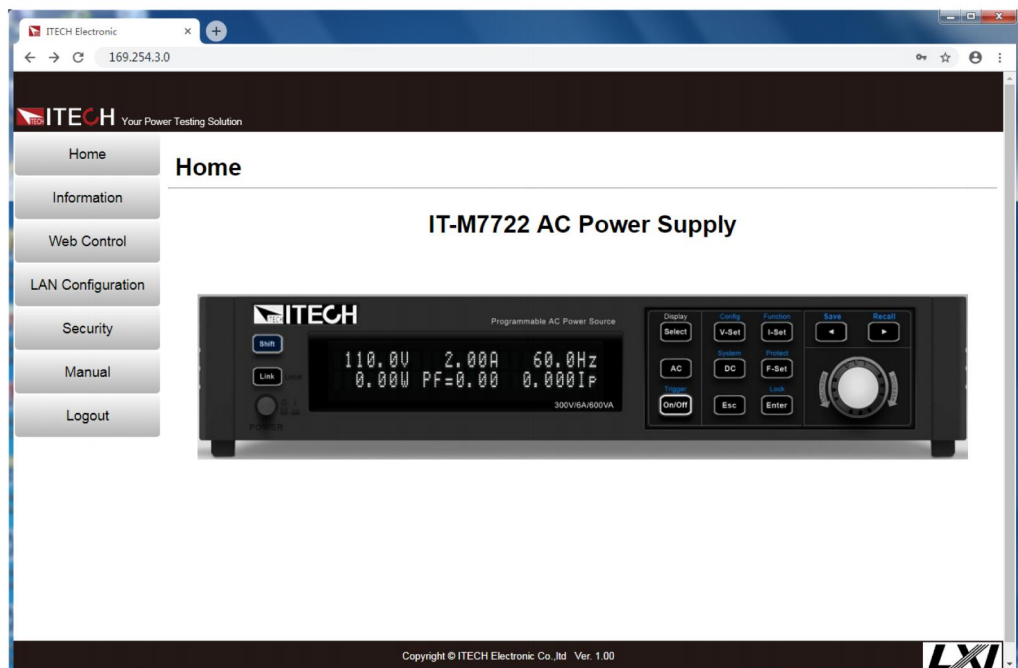 ITECH Electronic
169.254.3.0
ITECH Your Power Testing Solution
Home
Information
Web Control
LAN Configuration
Security
Manual
Logout
Home
IT-M7722 AC Power Supply
ITECH
Programmable AC Power Source
Shift
Link
POWER
110.0V 2.00A 60.0Hz
0.00W PF=0.00 0.000IP
300V/6A/600VA
Display Config Function Save Recall
Select V-Set I-Set
System Protect
AC DC F-Set
Trigger Lock
On/Off Esc Enter
Copyright © ITECH Electronic Co.,ltd Ver. 1.00
LXI